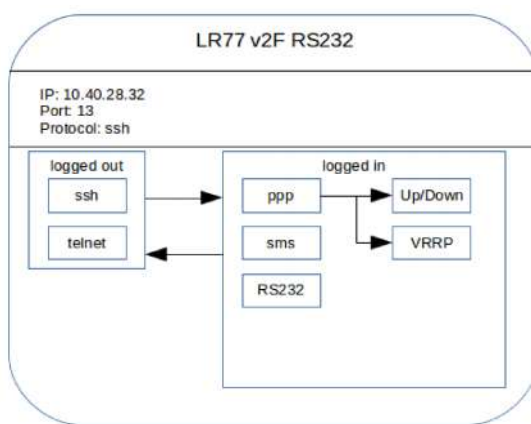 LR77 v2F RS232
IP: 10.40.28.32
Port: 13
Protocol: ssh
logged out
ssh
telnet
logged in
ppp
Up/Down
sms
VRRP
RS232